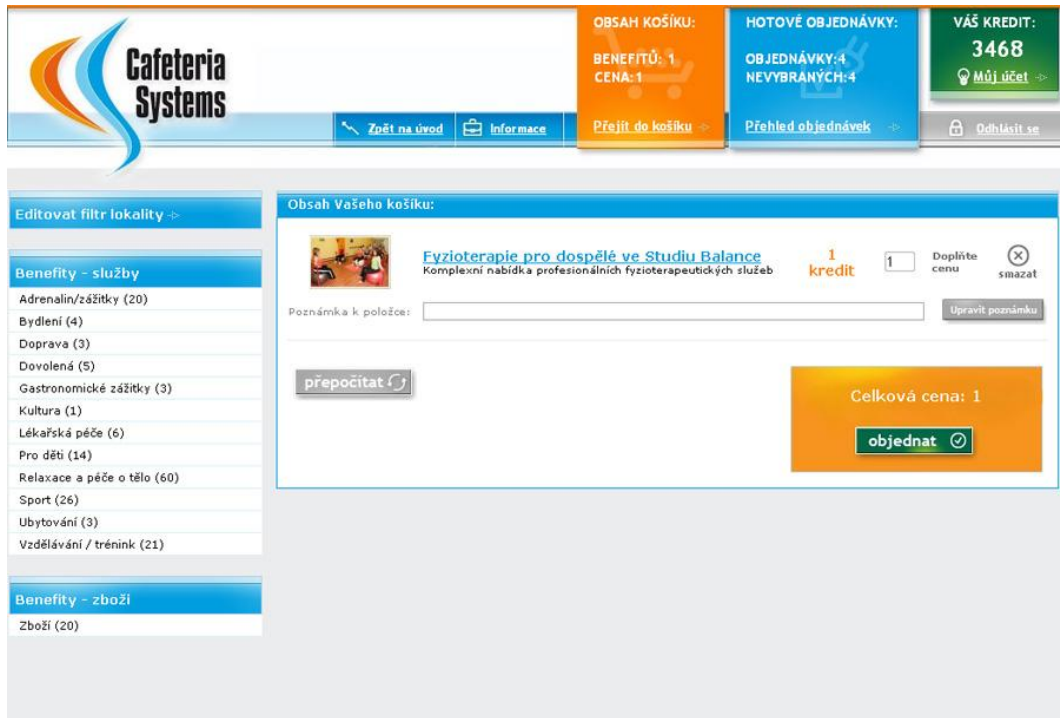 Cafeteria
Systems
OBSAH KOŠÍKU:
BENEFITŮ: 1
CENA:1
Přejít do košíku
HOTOVÉ OBJEDNÁVKY:
OBJEDNÁVKY:4
NEVYBRANÝCH:4
Přehled objednávek
VÁŠ KREDIT:
3468
Můj účet
Odhlásit se
Zpět na úvod
Informace
Editovat filtr lokality
Benefity - služby
Adrenalin/zážitky (20)
Bydlení (4)
Doprava (3)
Dovolená (5)
Gastronomické zážitky (3)
Kultura (1)
Lékařská péče (6)
Pro děti (14)
Relaxace a péče o tělo (60)
Sport (26)
Ubytování (3)
Vzdělávání / trénink (21)
Benefity - zboží
Zboží (20)
Obsah Vašeho košíku:
Fyzioterapie pro dospělé ve Studiu Balance
Komplexní nabídka profesionálních fyzioterapeutických služeb
1
kredit
1
Doplňte
cenu
smazat
Poznámka k položce:
Upravit poznámku
přepočítat
Celková cena: 1
objednat